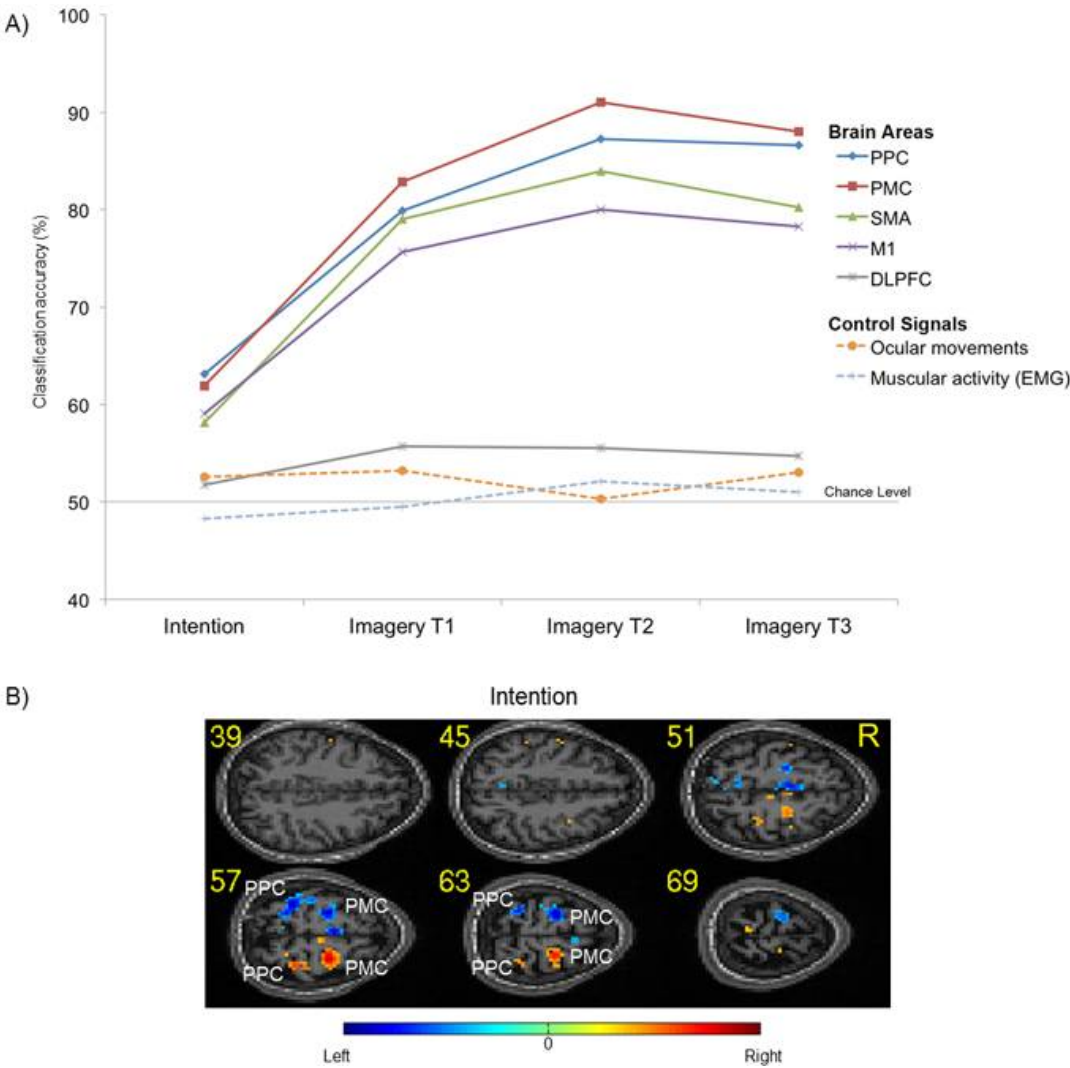 A)
100
90
80
70
60
50
40
Classification accuracy (%)
Intention
Imagery T1
Imagery T2
Imagery T3
Brain Areas
PPC
PMC
SMA
M1
DLPFC
Control Signals
Ocular movements
Muscular activity (EMG)
Chance Level
B)
Intention
39
45
51
R
57
PPC
PMC
PPC
PMC
63
PPC
PMC
PPC
PMC
69
0
Left
Right